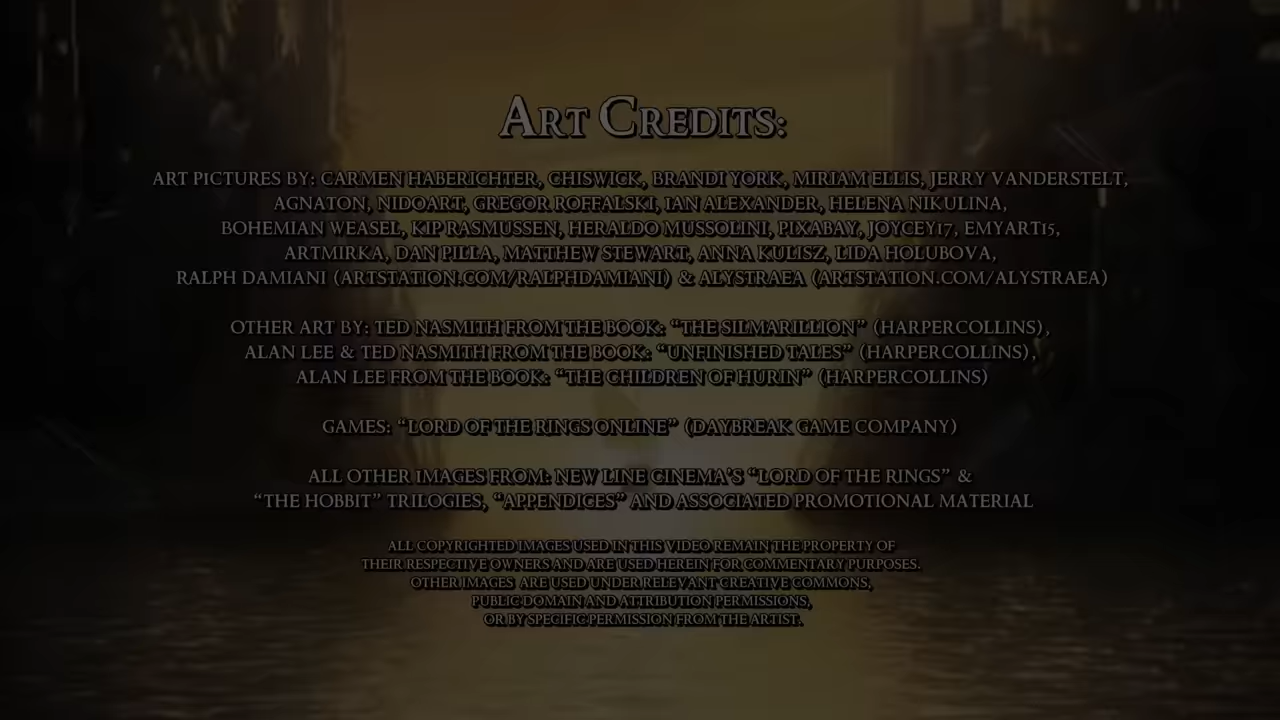 ART CREDITS:
ART PICTURES BY: CARMEN HABERICHTER, CHISWICK, BRANDI YORK, MIRIAM ELLIS, JERRY VANDERSTELT,
AGNATON, NIDOART, GREGOR ROFFALSKI, IAN ALEXANDER, HELENA NIKULINA,
BOHEMIAN WEASEL, KIP RASMUSSEN, HERALDO MUSSOLINI, PIXABAY, JOYCEY17, EMYART15,
ARTMIRKA, DAN PILLA, MATTHEW STEWART, ANNA KULISZ, LIDA HOLUBOVA,
RALPH DAMIANI (ARTSTATION.COM/RALPHDAMIANI) & ALYSTRAEA (ARTSTATION.COM/ALYSTRAEA)
OTHER ART BY: TED NASMITH FROM THE BOOK: “THE SILMARILLION” (HARPERCOLLINS),
ALAN LEE & TED NASMITH FROM THE BOOK: “UNFINISHED TALES” (HARPERCOLLINS),
ALAN LEE FROM THE BOOK: “THE CHILDREN OF HURIN” (HARPERCOLLINS)
GAMES: “LORD OF THE RINGS ONLINE” (DAYBREAK GAME COMPANY)
ALL OTHER IMAGES FROM: NEW LINE CINEMA’S “LORD OF THE RINGS” &
“THE HOBBIT” TRILOGIES, “APPENDICES” AND ASSOCIATED PROMOTIONAL MATERIAL
ALL COPYRIGHTED IMAGES USED IN THIS VIDEO REMAIN THE PROPERTY OF
THEIR RESPECTIVE OWNERS AND ARE USED HEREIN FOR COMMENTARY PURPOSES.
OTHER IMAGES ARE USED UNDER RELEVANT CREATIVE COMMONS,
PUBLIC DOMAIN AND ATTRIBUTION PERMISSIONS,
OR BY SPECIFIC PERMISSION FROM THE ARTIST.